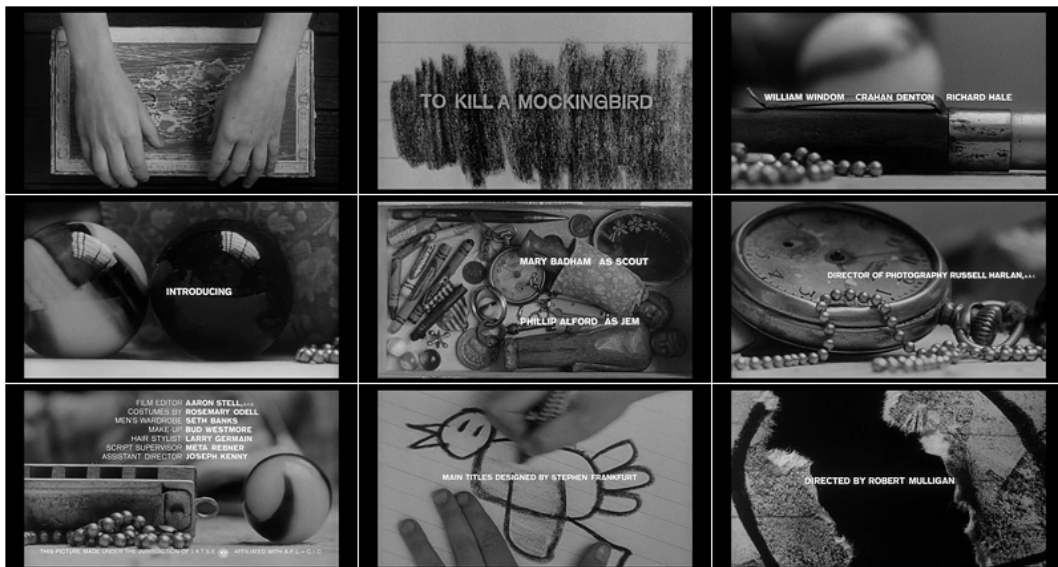 TO KILL A MOCKINGBIRD
WILLIAM WINDOM CRAHAN DENTON RICHARD HALE
INTRODUCING
MARY BADHAM AS SCOUT
PHILLIP ALFORD AS JEM
DIRECTOR OF PHOTOGRAPHY RUSSELL HARLAN,
FILM EDITOR AARON STELL,
COSTUMES BY ROSEMARY ODELL
MEN'S WARDROBE SETH BANKS
MAKE-UP BUD WESTMORE
HAIR STYLIST LARRY GERMAIN
SCRIPT SUPERVISOR META REBNER
ASSISTANT DIRECTOR JOSEPH KENNY
THIS PICTURE MADE UNDER THE JURISDICTION OF I.A.T.S.E. AFFILIATED WITH A.F.L.-C.I.O.
MAIN TITLES DESIGNED BY STEPHEN FRANKFURT
DIRECTED BY ROBERT MULLIGAN